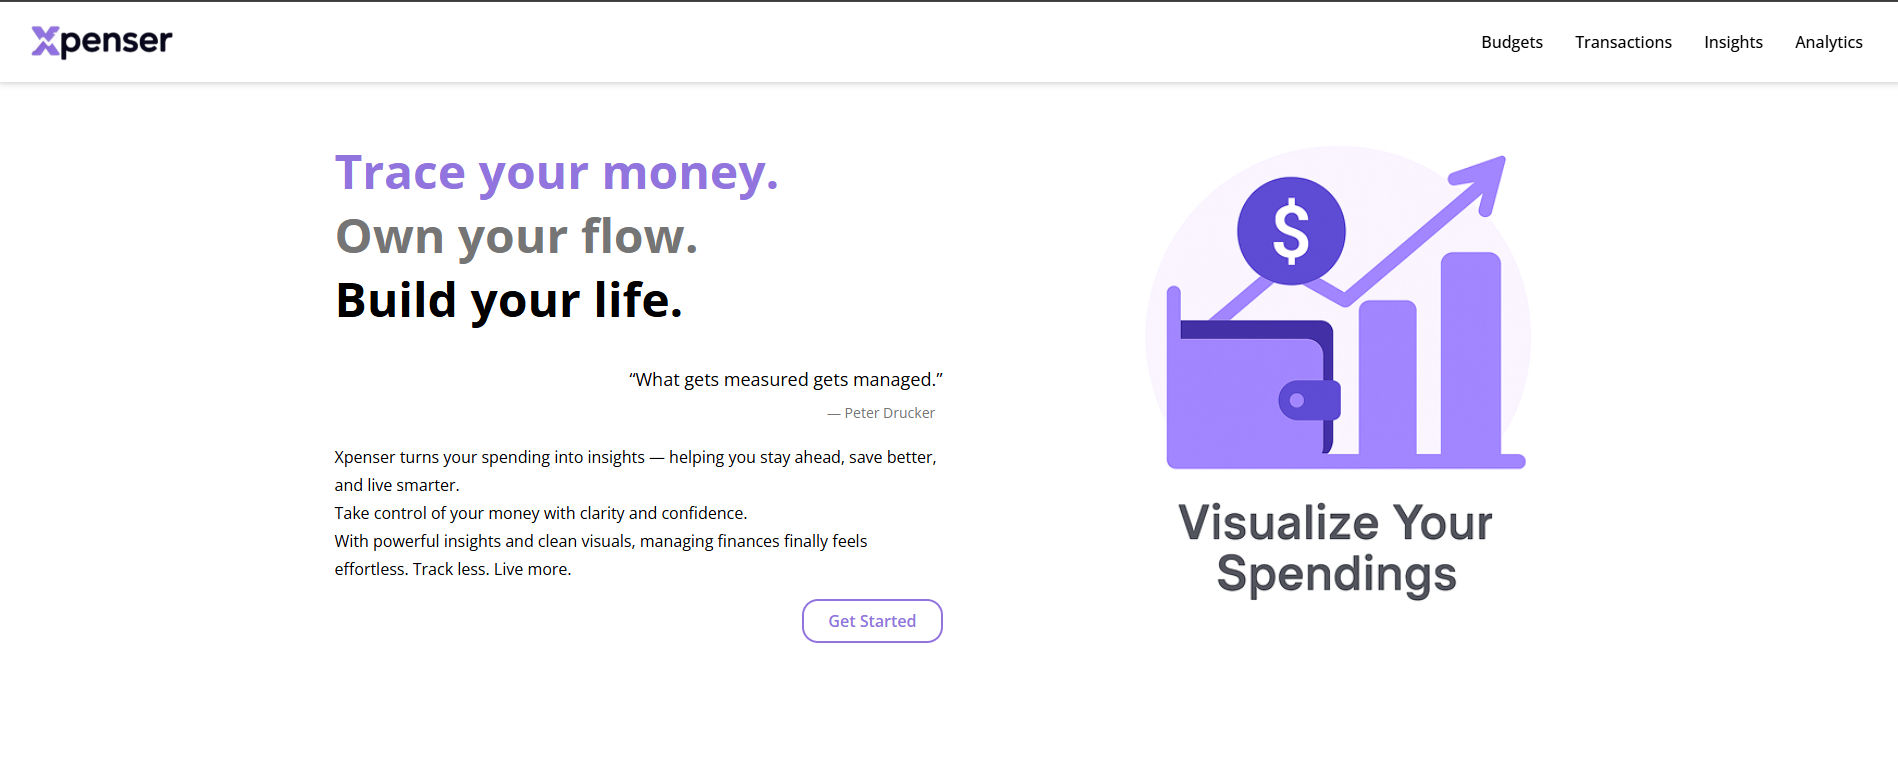 Xpenser
Budgets Transactions Insights Analytics
Trace your money.
Own your flow.
Build your life.
“What gets measured gets managed.”
— Peter Drucker
Xpenser turns your spending into insights — helping you stay ahead, save better,
and live smarter.
Take control of your money with clarity and confidence.
With powerful insights and clean visuals, managing finances finally feels
effortless. Track less. Live more.
Get Started
$
Visualize Your
Spendings